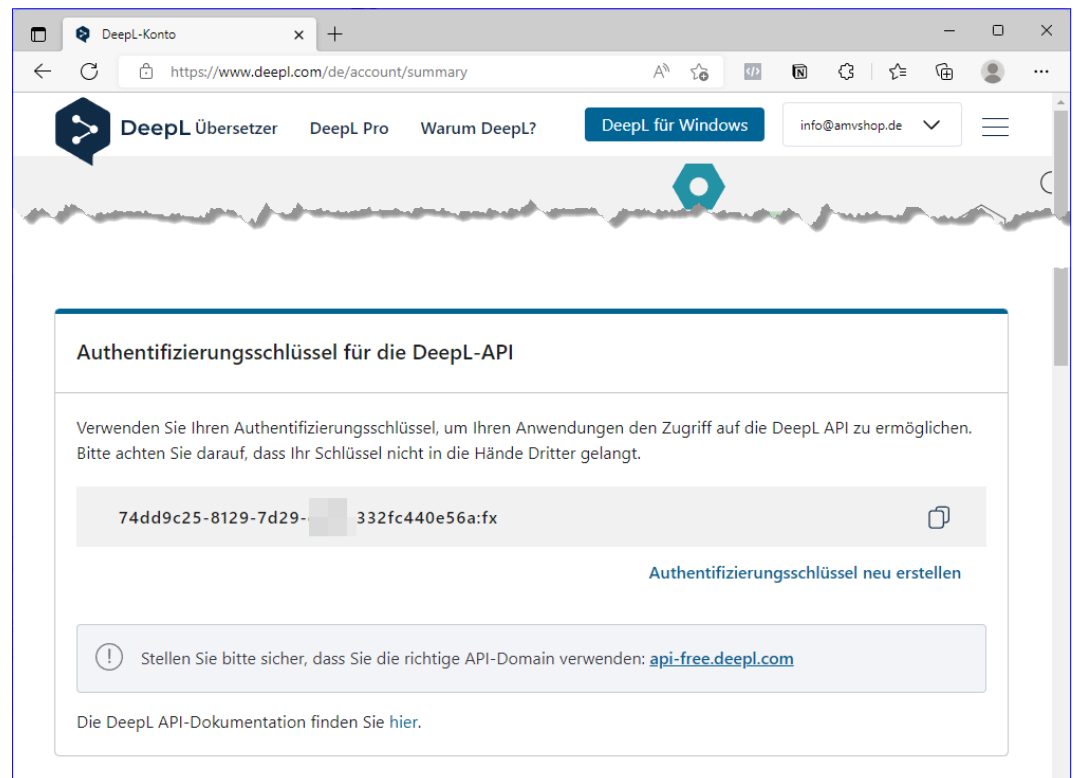 DeepL-Konto
https://www.deepl.com/de/account/summary
DeepL Übersetzer DeepL Pro Warum DeepL? DeepL für Windows info@amvshop.de
Authentifizierungsschlüssel für die DeepL-API
Verwenden Sie Ihren Authentifizierungsschlüssel, um Ihren Anwendungen den Zugriff auf die DeepL API zu ermöglichen.
Bitte achten Sie darauf, dass Ihr Schlüssel nicht in die Hände Dritter gelangt.
74dd9c25-8129-7d29- 332fc440e56a:fx
Authentifizierungsschlüssel neu erstellen
Stellen Sie bitte sicher, dass Sie die richtige API-Domain verwenden: api-free.deepl.com
Die DeepL API-Dokumentation finden Sie hier.